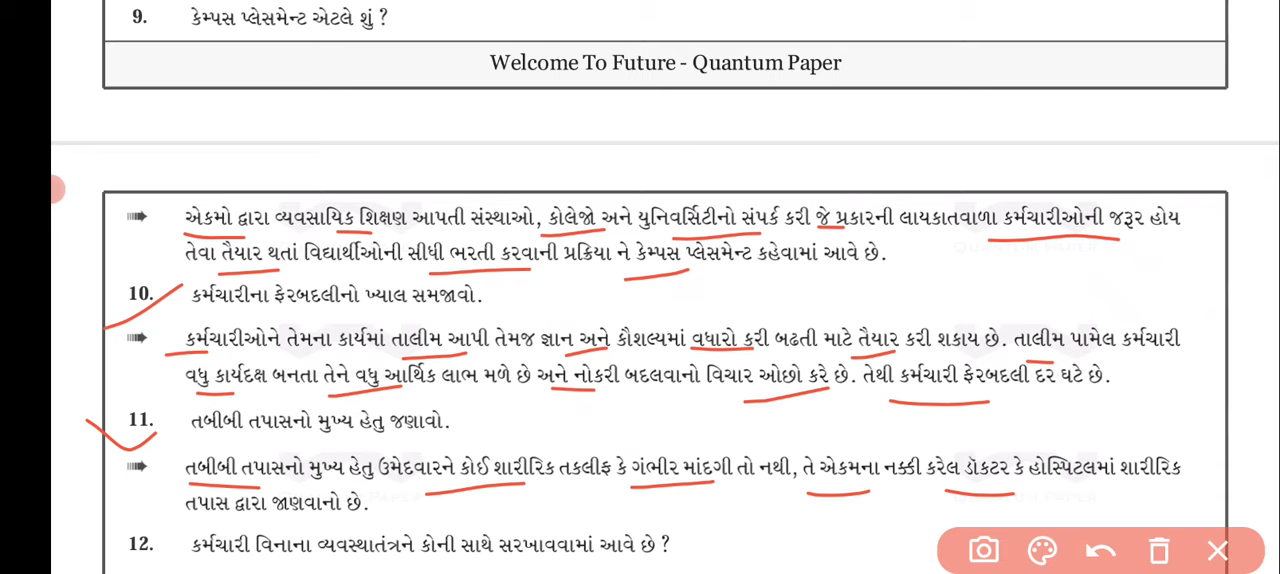 9. કેમ્પસ પ્લેસમેન્ટ એટલે શું ?
Welcome To Future - Quantum Paper
➠ એકમો દ્વારા વ્યવસાયિક શિક્ષણ આપતી સંસ્થાઓ, કોલેજો અને યુનિવર્સિટીનો સંપર્ક કરી જે પ્રકારની લાયકાતવાળા કર્મચારીઓની જરૂર હોય
તેવા તૈયાર થતાં વિદ્યાર્થીઓની સીધી ભરતી કરવાની પ્રક્રિયા ને કેમ્પસ પ્લેસમેન્ટ કહેવામાં આવે છે.
10. કર્મચારીના ફેરબદલીનો ખ્યાલ સમજાવો.
➠ કર્મચારીઓને તેમના કાર્યમાં તાલીમ આપી તેમજ જ્ઞાન અને કૌશલ્યમાં વધારો કરી બઢતી માટે તૈયાર કરી શકાય છે. તાલીમ પામેલ કર્મચારી
વધુ કાર્યદક્ષ બનતા તેને વધુ આર્થિક લાભ મળે છે અને નોકરી બદલવાનો વિચાર ઓછો કરે છે. તેથી કર્મચારી ફેરબદલી દર ઘટે છે.
11. તબીબી તપાસનો મુખ્ય હેતુ જણાવો.
➠ તબીબી તપાસનો મુખ્ય હેતુ ઉમેદવારને કોઈ શારીરિક તકલીફ કે ગંભીર માંદગી તો નથી, તે એકમના નક્કી કરેલ ડૉકટર કે હોસ્પિટલમાં શારીરિક
તપાસ દ્વારા જાણવાનો છે.
12. કર્મચારી વિનાના વ્યવસ્થાતંત્રને કોની સાથે સરખાવવામાં આવે છે ?